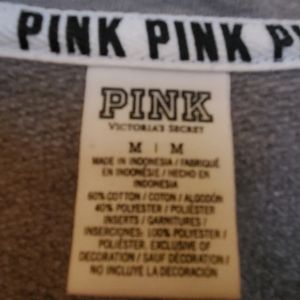 PINK PINK PI
PINK
VICTORIA'S SECRET
M | M
MADE IN INDONESIA / FABRIQUÉ
EN INDONÉSIE / HECHO EN
INDONESIA
60% COTTON / COTON / ALGODÓN
40% POLYESTER / POLIÉSTER
INSERTS / GARNITURES /
INSERCIONES: 100% POLYESTER /
POLIÉSTER. EXCLUSIVE OF
DECORATION / SAUF DÉCORATION /
NO INCLUYE LA DECORACIÓN